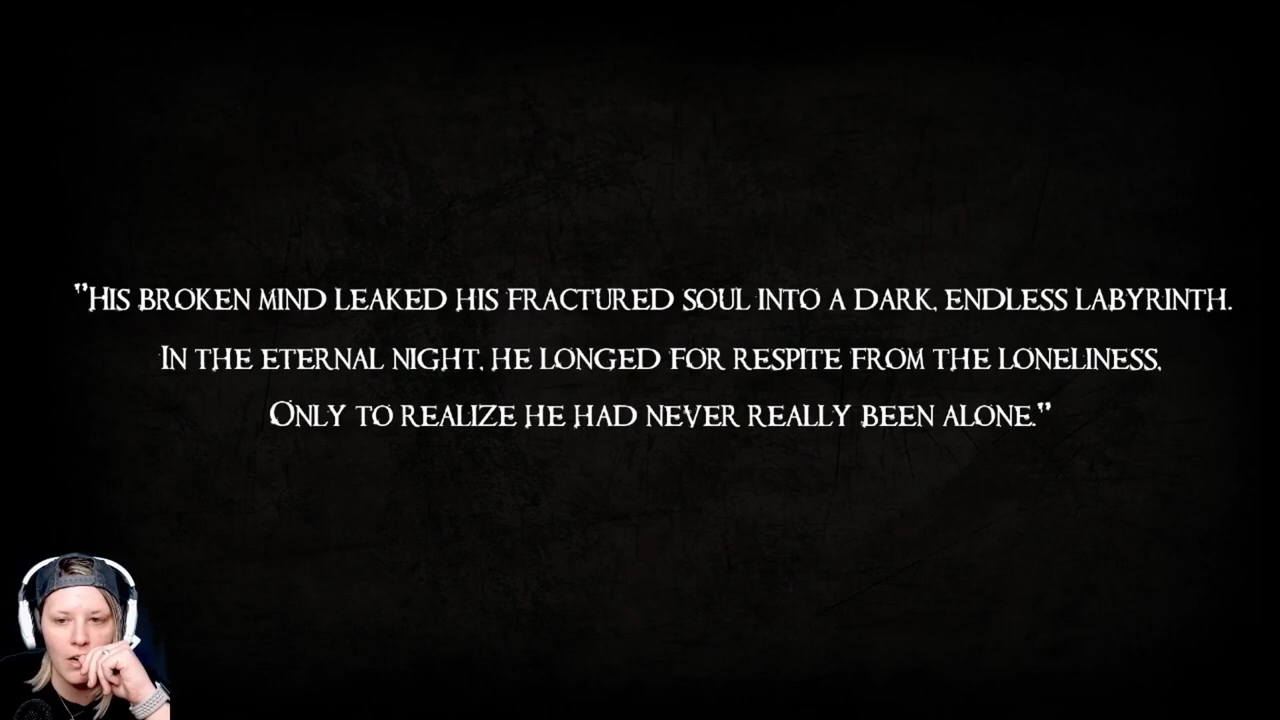 "His broken mind leaked his fractured soul into a dark, endless labyrinth.
In the eternal night, he longed for respite from the loneliness,
Only to realize he had never really been alone."